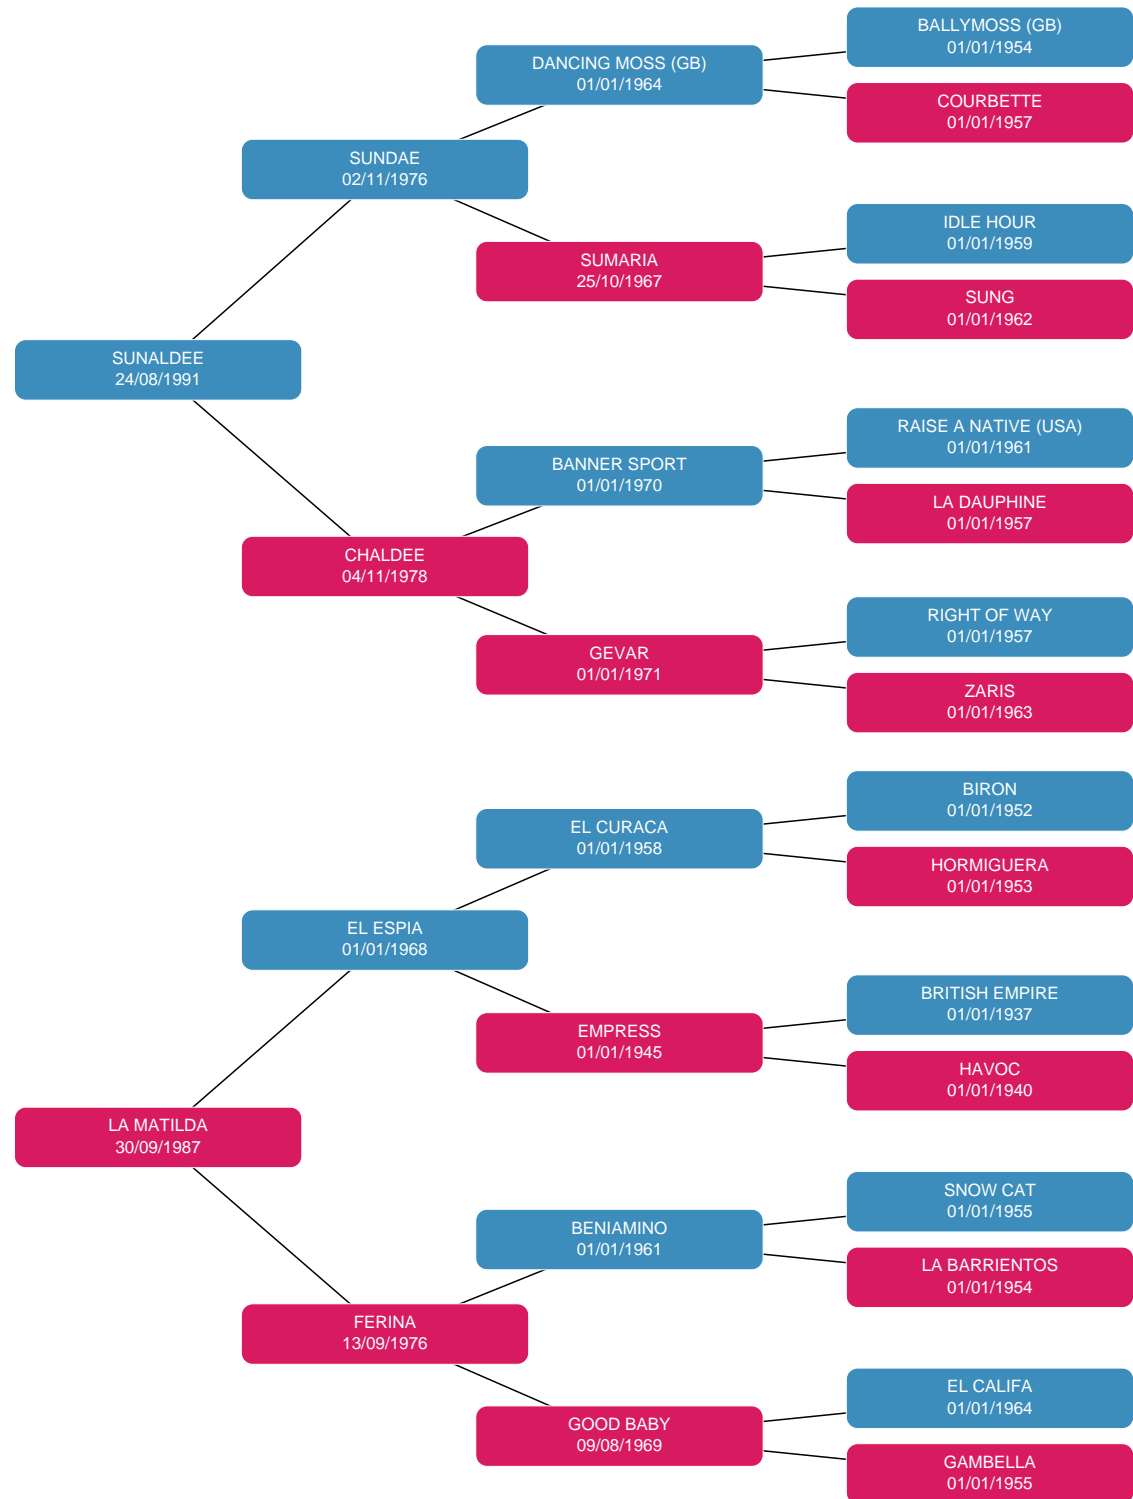 BALLYMOSS (GB)
01/01/1954
DANCING MOSS (GB)
01/01/1964
COURBETTE
01/01/1957
SUNDAE
02/11/1976
IDLE HOUR
01/01/1959
SUMARIA
25/10/1967
SUNG
01/01/1962
SUNALDEE
24/08/1991
RAISE A NATIVE (USA)
01/01/1961
BANNER SPORT
01/01/1970
LA DAUPHINE
01/01/1957
CHALDEE
04/11/1978
RIGHT OF WAY
01/01/1957
GEVAR
01/01/1971
ZARIS
01/01/1963
BIRON
01/01/1952
EL CURACA
01/01/1958
HORMIGUERA
01/01/1953
EL ESPIA
01/01/1968
BRITISH EMPIRE
01/01/1937
EMPRESS
01/01/1945
HAVOC
01/01/1940
LA MATILDA
30/09/1987
SNOW CAT
01/01/1955
BENIAMINO
01/01/1961
LA BARRIENTOS
01/01/1954
FERINA
13/09/1976
EL CALIFA
01/01/1964
GOOD BABY
09/08/1969
GAMBELLA
01/01/1955